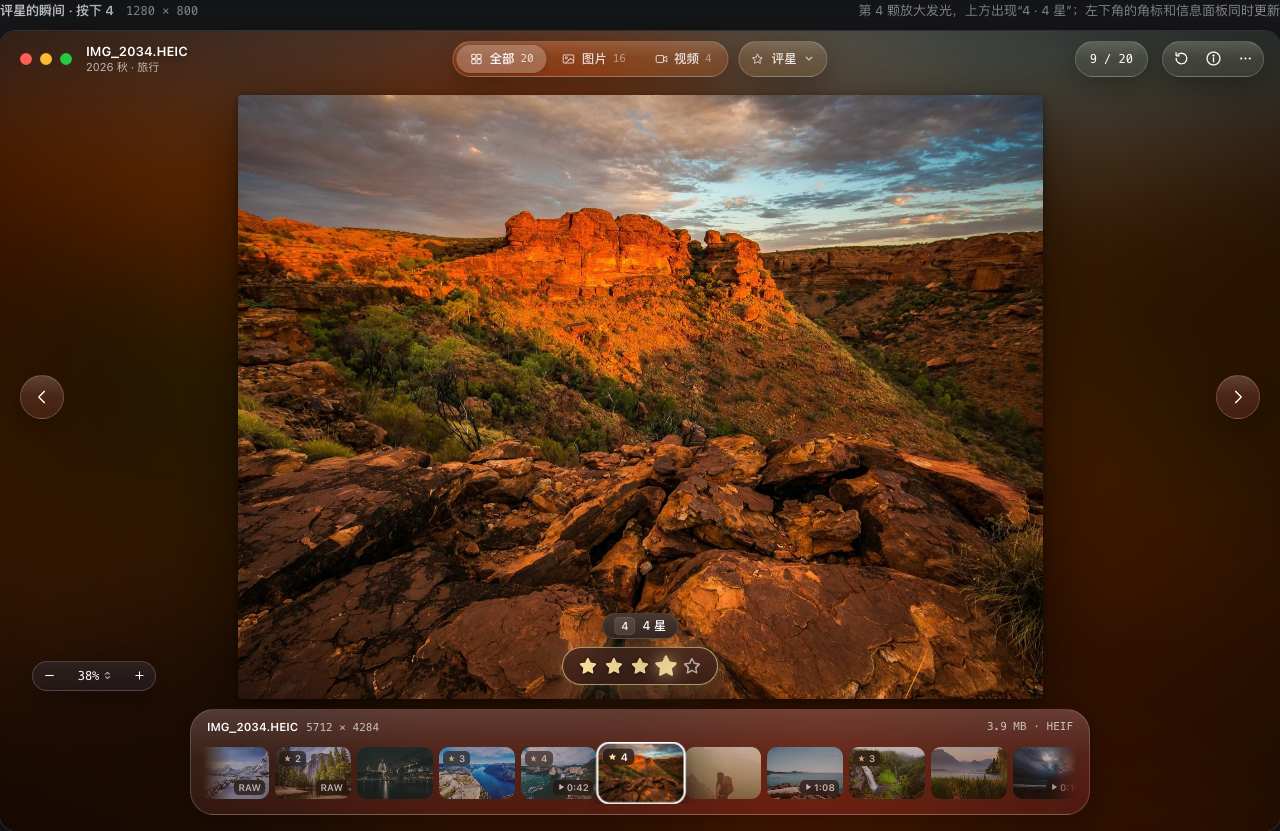 评星的瞬间 · 按下 4 1280 × 800
第 4 颗放大发光，上方出现“4 · 4 星”；左下角的角标和信息面板同时更新
IMG_2034.HEIC
2026 秋 · 旅行
全部 20 图片 16 视频 4 评星
9 / 20
4 4 星
38%
IMG_2034.HEIC 5712 × 4284
3.9 MB · HEIF
2 3 4 4 3
RAW RAW 0:42 1:08